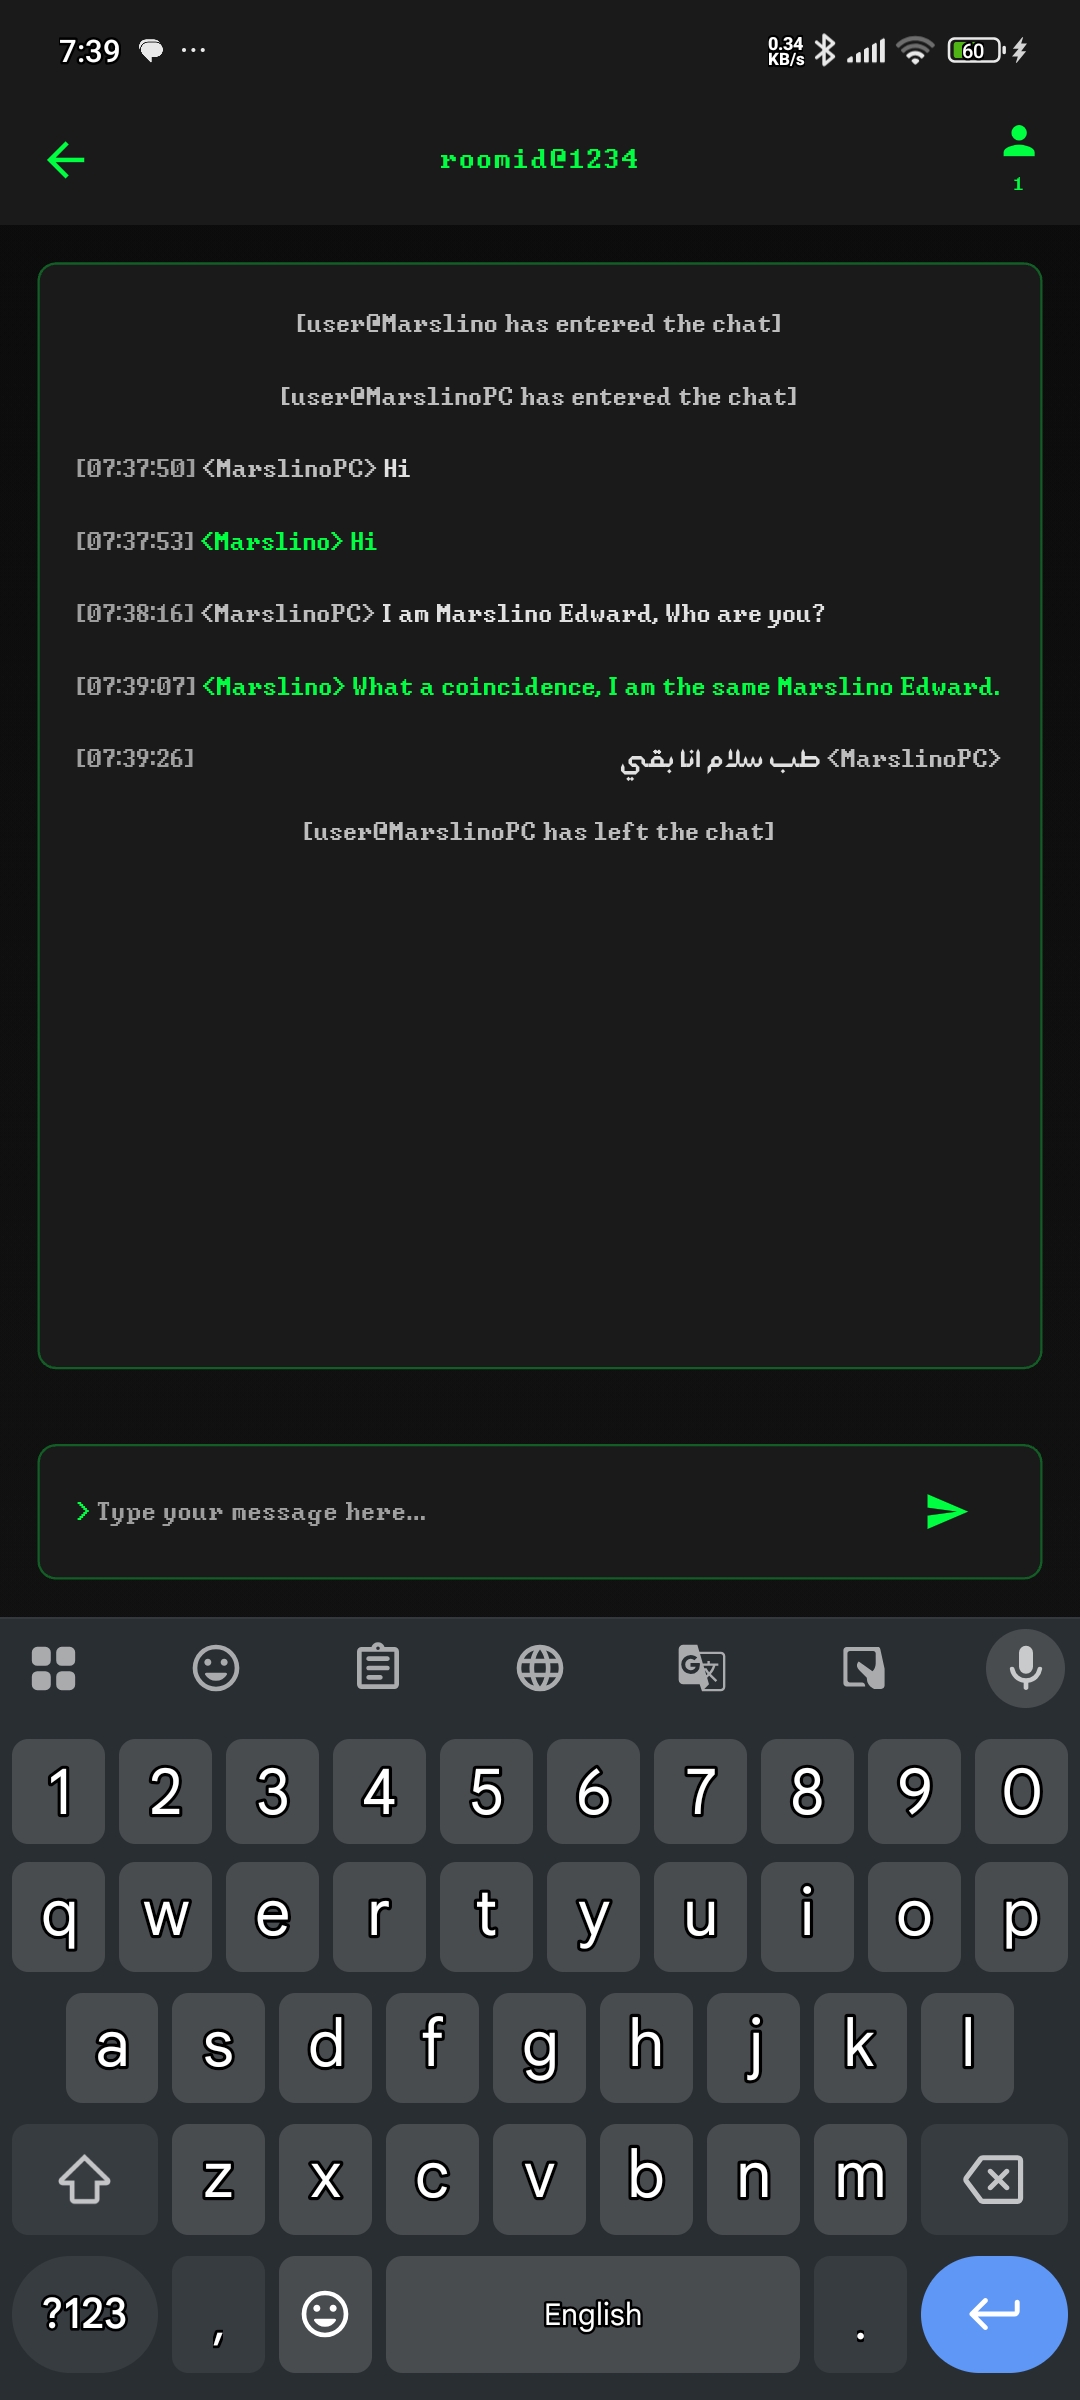 7:39 ... 0.34 KB/s 60
roomid@1234
1
[user@Marslino has entered the chat]
[user@MarslinoPC has entered the chat]
[07:37:50] <MarslinoPC> Hi
[07:37:53] <Marslino> Hi
[07:38:16] <MarslinoPC> I am Marslino Edward, Who are you?
[07:39:07] <Marslino> What a coincidence, I am the same Marslino Edward.
[07:39:26] <MarslinoPC> طب سلام انا بقي
[user@MarslinoPC has left the chat]
> Type your message here...
1 2 3 4 5 6 7 8 9 0
q w e r t y u i o p
a s d f g h j k l
z x c v b n m
?123 , English .